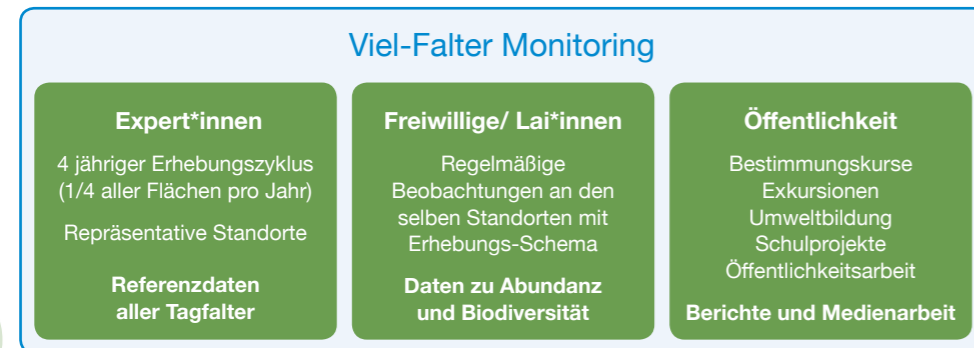 Viel-Falter Monitoring
Expert*innen
4 jähriger Erhebungszyklus
(1/4 aller Flächen pro Jahr)
Repräsentative Standorte
Referenzdaten
aller Tagfalter
Freiwillige/ Lai*innen
Regelmäßige
Beobachtungen an den
selben Standorten mit
Erhebungs-Schema
Daten zu Abundanz
und Biodiversität
Öffentlichkeit
Bestimmungskurse
Exkursionen
Umweltbildung
Schulprojekte
Öffentlichkeitsarbeit
Berichte und Medienarbeit